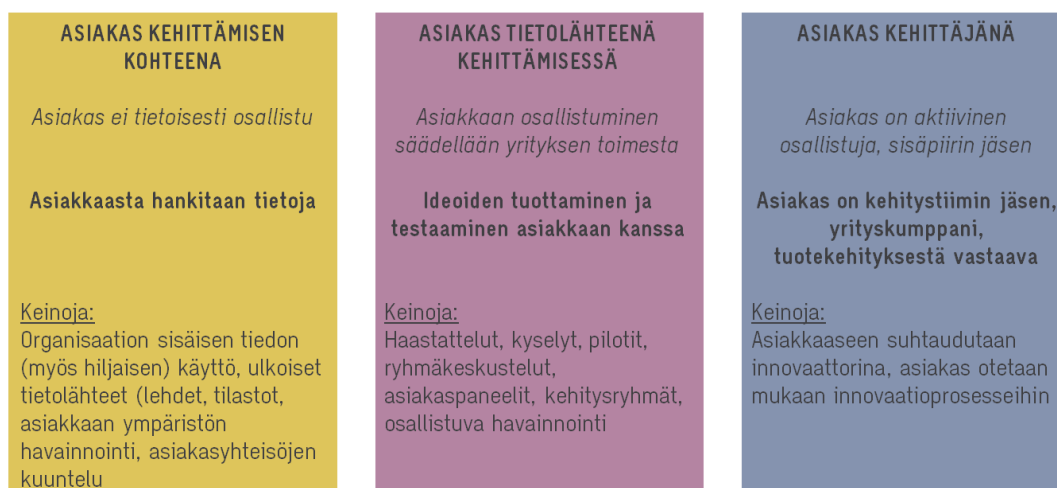 ASIAKAS KEHITTÄMISEN
KOHTEENA
Asiakas ei tietoisesti osallistu
Asiakkaasta hankitaan tietoja
Keinoja:
Organisaation sisäisen tiedon
(myös hiljaisen) käyttö, ulkoiset
tietolähteet (lehdet, tilastot,
asiakkaan ympäristön
havainnointi, asiakasyhteisöjen
kuuntelu
ASIAKAS TIETOLÄHTEENÄ
KEHITTÄMISESSÄ
Asiakkaan osallistuminen
säädellään yrityksen toimesta
Ideoiden tuottaminen ja
testaaminen asiakkaan kanssa
Keinoja:
Haastattelut, kyselyt, pilotit,
ryhmäkeskustelut,
asiakaspaneelit, kehitysryhmät,
osallistuva havainnointi
ASIAKAS KEHITTÄJÄNÄ
Asiakas on aktiivinen
osallistuja, sisäpiirin jäsen
Asiakas on kehitystiimin jäsen,
yrityskumppani,
tuotekehityksestä vastaava
Keinoja:
Asiakkaaseen suhtaudutaan
innovaattorina, asiakas otetaan
mukaan innovaatioprosesseihin